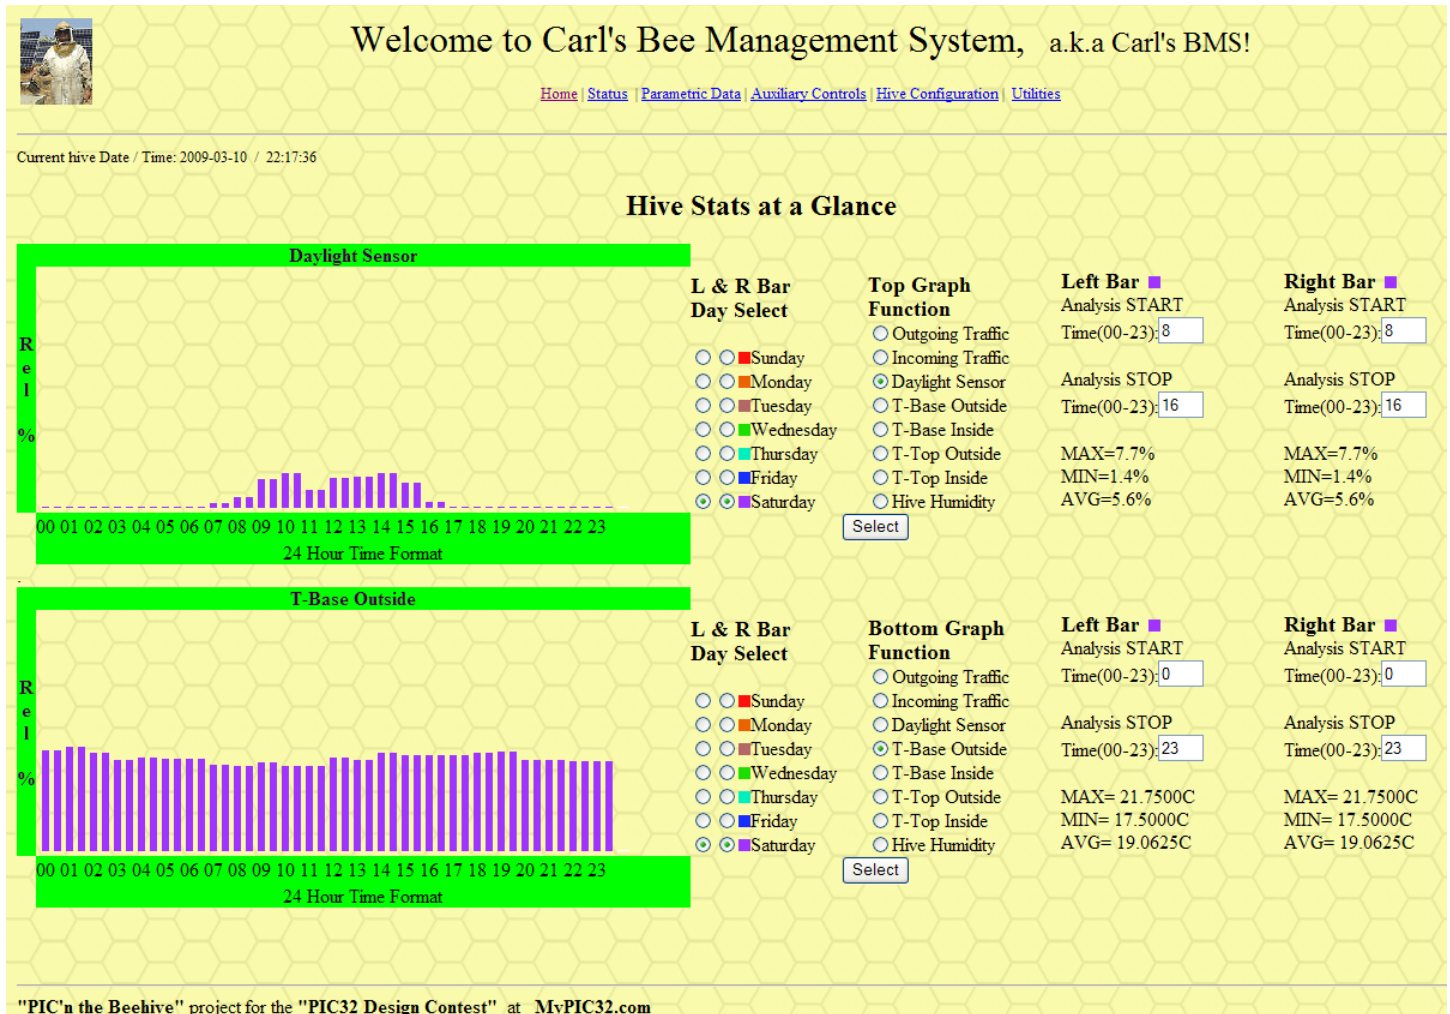 Welcome to Carl's Bee Management System, a.k.a Carl's BMS!
Home | Status | Parametric Data | Auxiliary Controls | Hive Configuration | Utilities
Current hive Date / Time: 2009-03-10 / 22:17:36
Hive Stats at a Glance
Daylight Sensor
Rel %
00 01 02 03 04 05 06 07 08 09 10 11 12 13 14 15 16 17 18 19 20 21 22 23
24 Hour Time Format
L & R Bar
Day Select
Sunday
Monday
Tuesday
Wednesday
Thursday
Friday
Saturday
Top Graph
Function
Outgoing Traffic
Incoming Traffic
Daylight Sensor
T-Base Outside
T-Base Inside
T-Top Outside
T-Top Inside
Hive Humidity
Select
Left Bar
Analysis START
Time(00-23): 8
Analysis STOP
Time(00-23): 16
MAX=7.7%
MIN=1.4%
AVG=5.6%
Right Bar
Analysis START
Time(00-23): 8
Analysis STOP
Time(00-23): 16
MAX=7.7%
MIN=1.4%
AVG=5.6%
.
T-Base Outside
Rel %
00 01 02 03 04 05 06 07 08 09 10 11 12 13 14 15 16 17 18 19 20 21 22 23
24 Hour Time Format
L & R Bar
Day Select
Sunday
Monday
Tuesday
Wednesday
Thursday
Friday
Saturday
Bottom Graph
Function
Outgoing Traffic
Incoming Traffic
Daylight Sensor
T-Base Outside
T-Base Inside
T-Top Outside
T-Top Inside
Hive Humidity
Select
Left Bar
Analysis START
Time(00-23): 0
Analysis STOP
Time(00-23): 23
MAX= 21.7500C
MIN= 17.5000C
AVG= 19.0625C
Right Bar
Analysis START
Time(00-23): 0
Analysis STOP
Time(00-23): 23
MAX= 21.7500C
MIN= 17.5000C
AVG= 19.0625C
"PIC'n the Beehive" project for the "PIC32 Design Contest" at MyPIC32.com